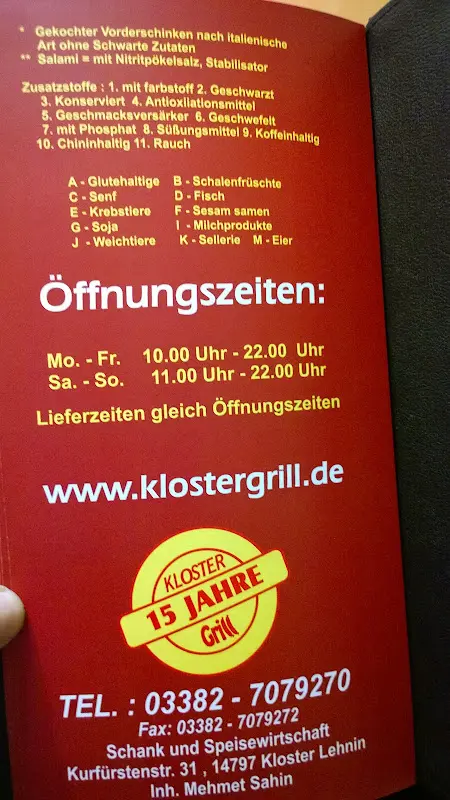 * Gekochter Vorderschinken nach italienische
Art ohne Schwarte Zutaten
** Salami = mit Nitritpökelsalz, Stabilisator
Zusatzstoffe : 1. mit farbstoff 2. Geschwarzt
3. Konserviert 4. Antioxiliationsmittel
5. Geschmacksversärker 6. Geschwefelt
7. mit Phosphat 8. Süßungsmittel 9. Koffeinhaltig
10. Chininhaltig 11. Rauch
A - Glutehaltige B - Schalenfrüschte
C - Senf D - Fisch
E - Krebstiere F - Sesam samen
G - Soja I - Milchprodukte
J - Weichtiere K - Sellerie M - Eier
Öffnungszeiten:
Mo. - Fr. 10.00 Uhr - 22.00 Uhr
Sa. - So. 11.00 Uhr - 22.00 Uhr
Lieferzeiten gleich Öffnungszeiten
www.klostergrill.de
KLOSTER
15 JAHRE
Grill
TEL. : 03382 - 7079270
Fax: 03382 - 7079272
Schank und Speisewirtschaft
Kurfürstenstr. 31 , 14797 Kloster Lehnin
Inh. Mehmet Sahin